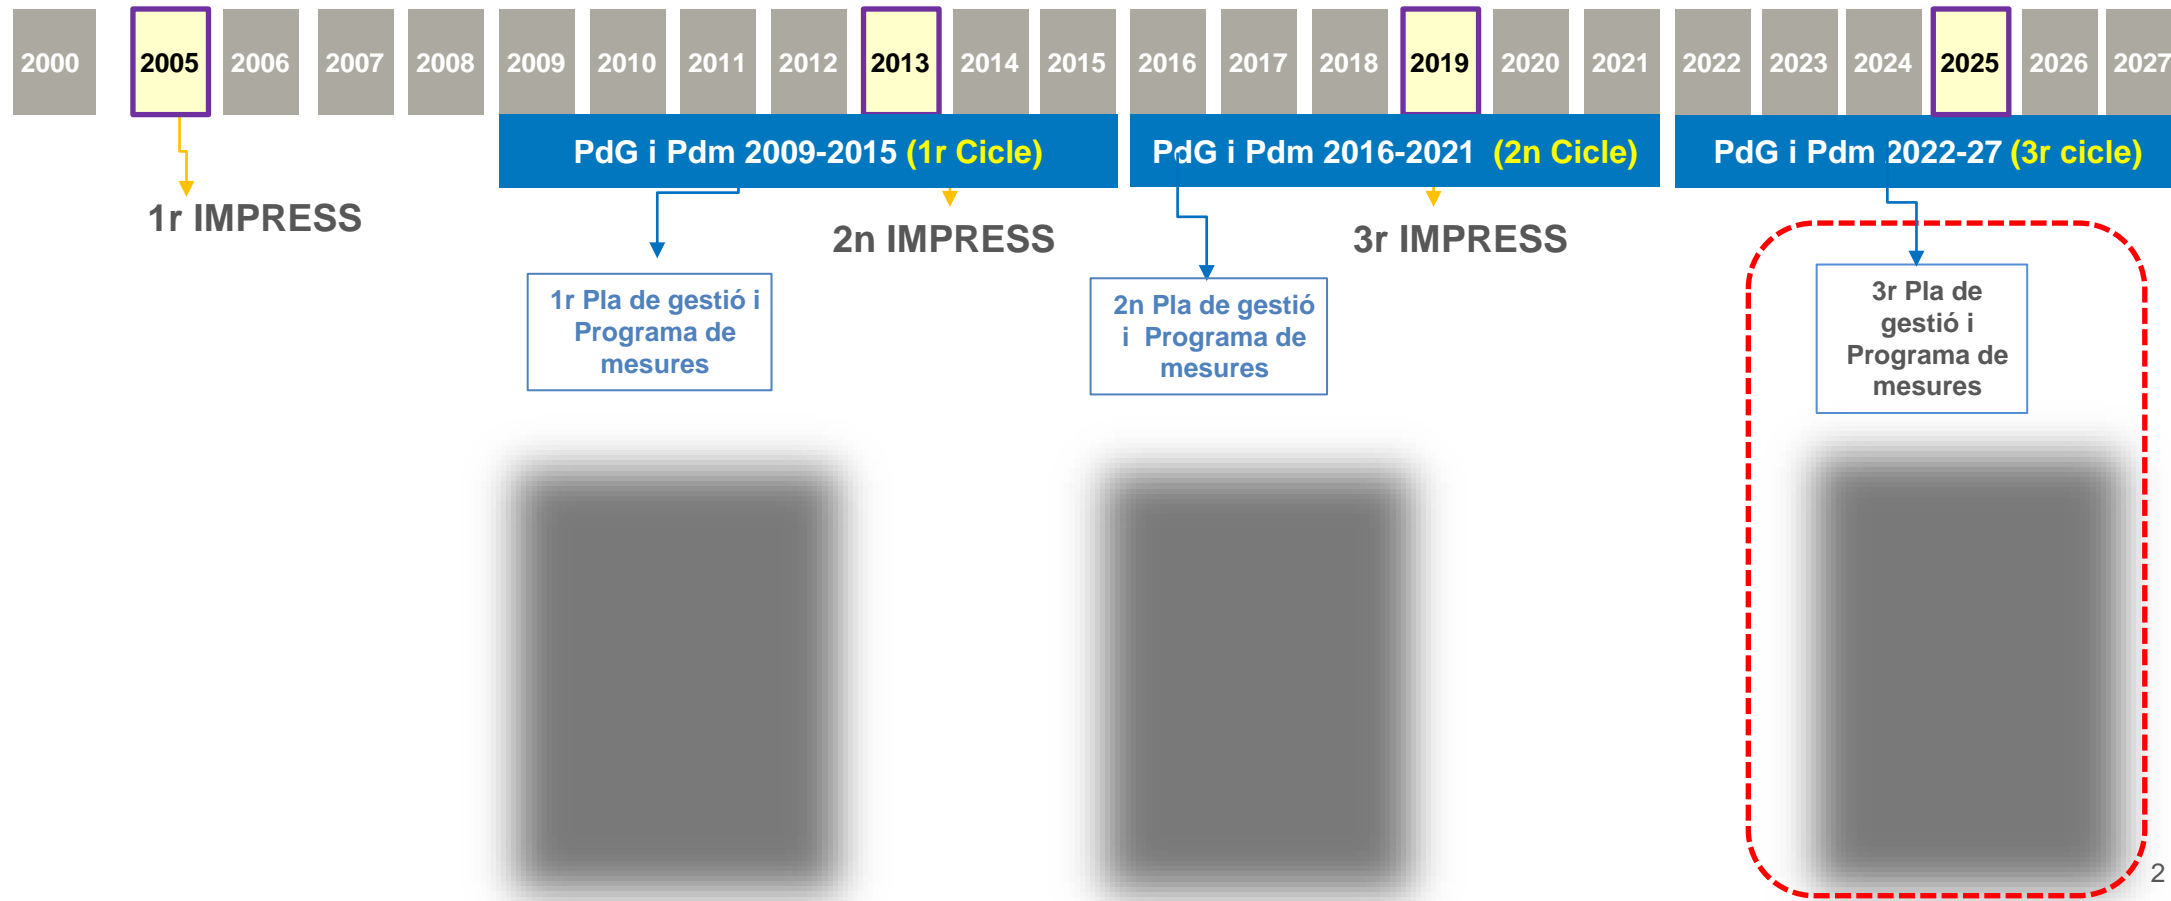 2000 2005 2006 2007 2008 2009 2010 2011 2012 2013 2014 2015 2016 2017 2018 2019 2020 2021 2022 2023 2024 2025 2026 2027
PdG i Pdm 2009-2015 (1r Cicle)
PdG i Pdm 2016-2021 (2n Cicle)
PdG i Pdm 2022-27 (3r cicle)
1r IMPRESS
2n IMPRESS
3r IMPRESS
1r Pla de gestió i
Programa de
mesures
2n Pla de gestió
i Programa de
mesures
3r Pla de
gestió i
Programa de
mesures
2